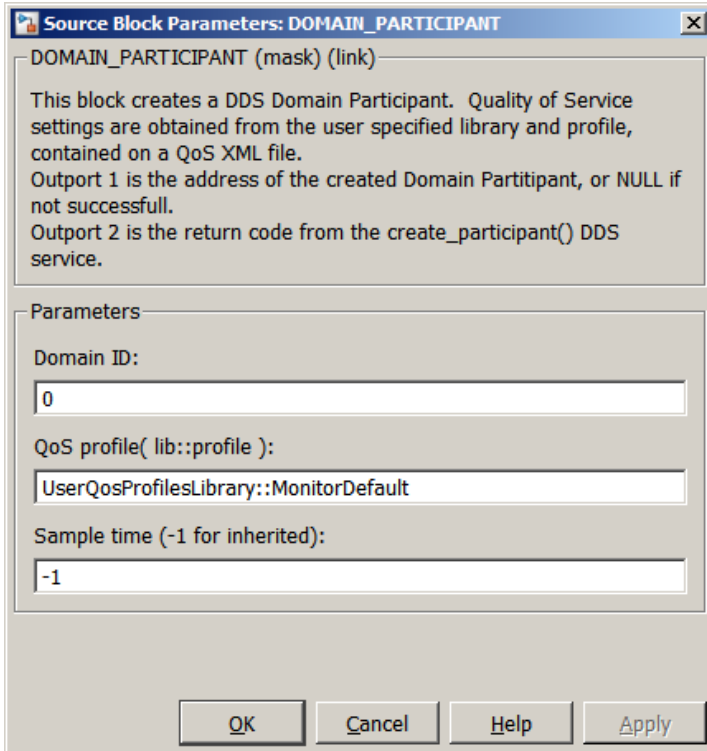 Source Block Parameters: DOMAIN_PARTICIPANT
DOMAIN_PARTICIPANT (mask) (link)
This block creates a DDS Domain Participant.  Quality of Service
settings are obtained from the user specified library and profile,
contained on a QoS XML file.
Outport 1 is the address of the created Domain Partitipant, or NULL if
not successfull.
Outport 2 is the return code from the create_participant() DDS
service.
Parameters
Domain ID:
0
QoS profile( lib::profile ):
UserQosProfilesLibrary::MonitorDefault
Sample time (-1 for inherited):
-1
OK Cancel Help Apply